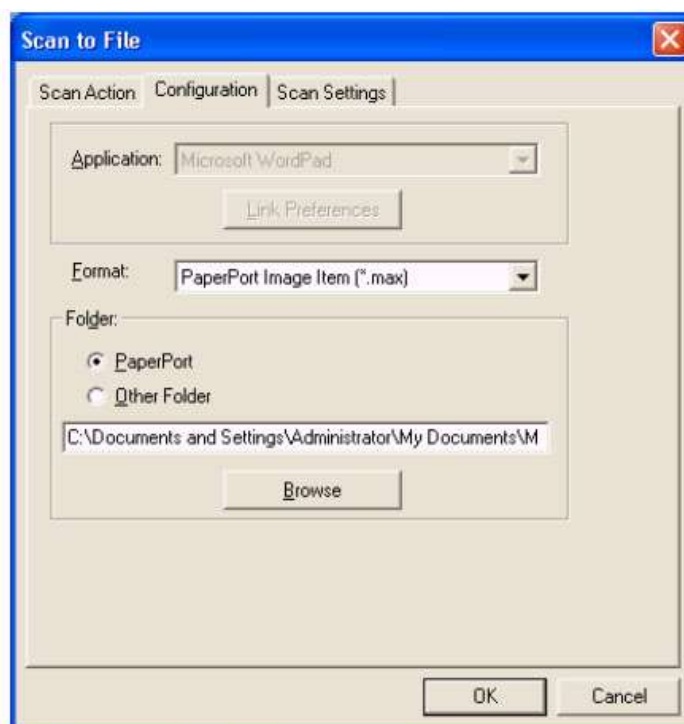 Scan to File
Scan Action Configuration Scan Settings
Application: Microsoft WordPad
Link Preferences
Format: PaperPort Image Item (*.max)
Folder:
PaperPort
Other Folder
C:\Documents and Settings\Administrator\My Documents\M
Browse
OK Cancel